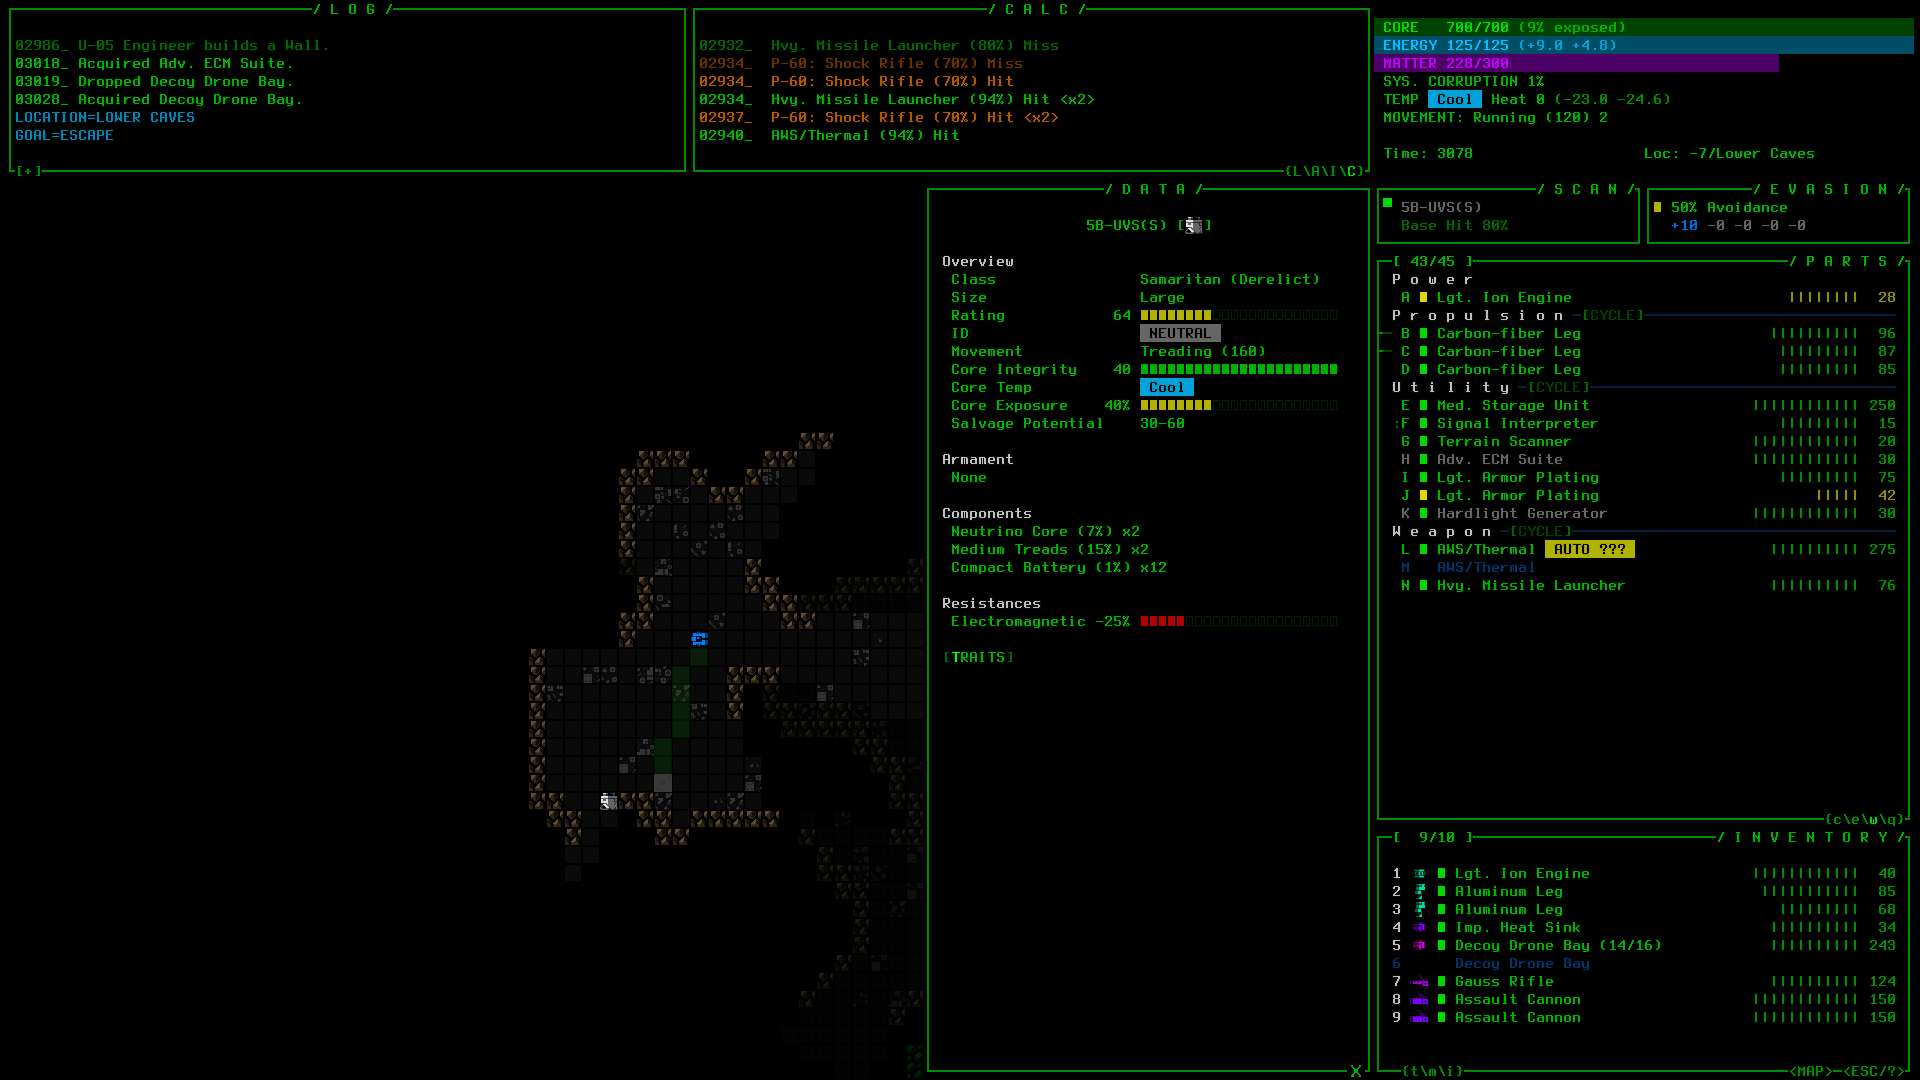 / L O G /
02986_ U-05 Engineer builds a Wall.
03018_ Acquired Adv. ECM Suite.
03019_ Dropped Decoy Drone Bay.
03028_ Acquired Decoy Drone Bay.
LOCATION=LOWER CAVES
GOAL=ESCAPE
[+]
/ C A L C /
02932_ Hvy. Missile Launcher (80%) Miss
02934_ P-60: Shock Rifle (70%) Miss
02934_ P-60: Shock Rifle (70%) Hit
02934_ Hvy. Missile Launcher (94%) Hit <x2>
02937_ P-60: Shock Rifle (70%) Hit <x2>
02940_ AWS/Thermal (94%) Hit
{L\A\I\C}
CORE 700/700 (9% exposed)
ENERGY 125/125 (+9.0 +4.8)
MATTER 228/300
SYS. CORRUPTION 1%
TEMP Cool Heat 0 (-23.0 -24.6)
MOVEMENT: Running (120) 2
Time: 3078 Loc: -7/Lower Caves
/ D A T A /
5B-UVS(S) [ ]
Overview
Class Samaritan (Derelict)
Size Large
Rating 64
ID NEUTRAL
Movement Treading (160)
Core Integrity 40
Core Temp Cool
Core Exposure 40%
Salvage Potential 30-60
Armament
None
Components
Neutrino Core (7%) x2
Medium Treads (15%) x2
Compact Battery (1%) x12
Resistances
Electromagnetic -25%
[TRAITS]
X
/ S C A N /
5B-UVS(S)
Base Hit 80%
/ E V A S I O N /
50% Avoidance
+10 -0 -0 -0 -0
[ 43/45 ] / P A R T S /
P o w e r
A Lgt. Ion Engine 28
P r o p u l s i o n [CYCLE]
B Carbon-fiber Leg 96
C Carbon-fiber Leg 87
D Carbon-fiber Leg 85
U t i l i t y [CYCLE]
E Med. Storage Unit 250
:F Signal Interpreter 15
G Terrain Scanner 20
H Adv. ECM Suite 30
I Lgt. Armor Plating 75
J Lgt. Armor Plating 42
K Hardlight Generator 30
W e a p o n [CYCLE]
L AWS/Thermal AUTO ??? 275
M AWS/Thermal
N Hvy. Missile Launcher 76
{c\e\w\q}
[ 9/10 ] / I N V E N T O R Y /
1 Lgt. Ion Engine 40
2 Aluminum Leg 85
3 Aluminum Leg 68
4 Imp. Heat Sink 34
5 Decoy Drone Bay (14/16) 243
6 Decoy Drone Bay
7 Gauss Rifle 124
8 Assault Cannon 150
9 Assault Cannon 150
{t\m\i} <MAP> <ESC/?>